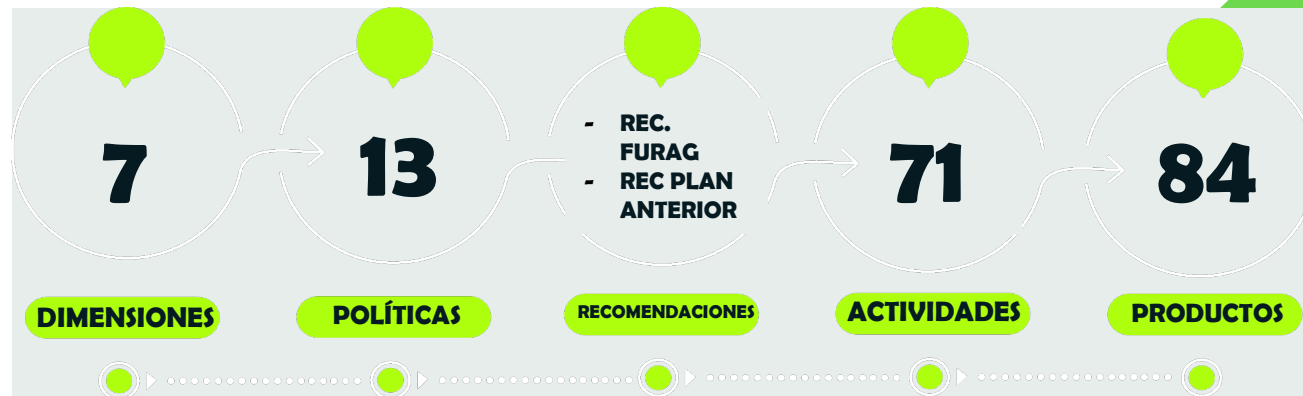 7
13
- REC.
FURAG
- REC PLAN
ANTERIOR
71
84
DIMENSIONES
POLÍTICAS
RECOMENDACIONES
ACTIVIDADES
PRODUCTOS